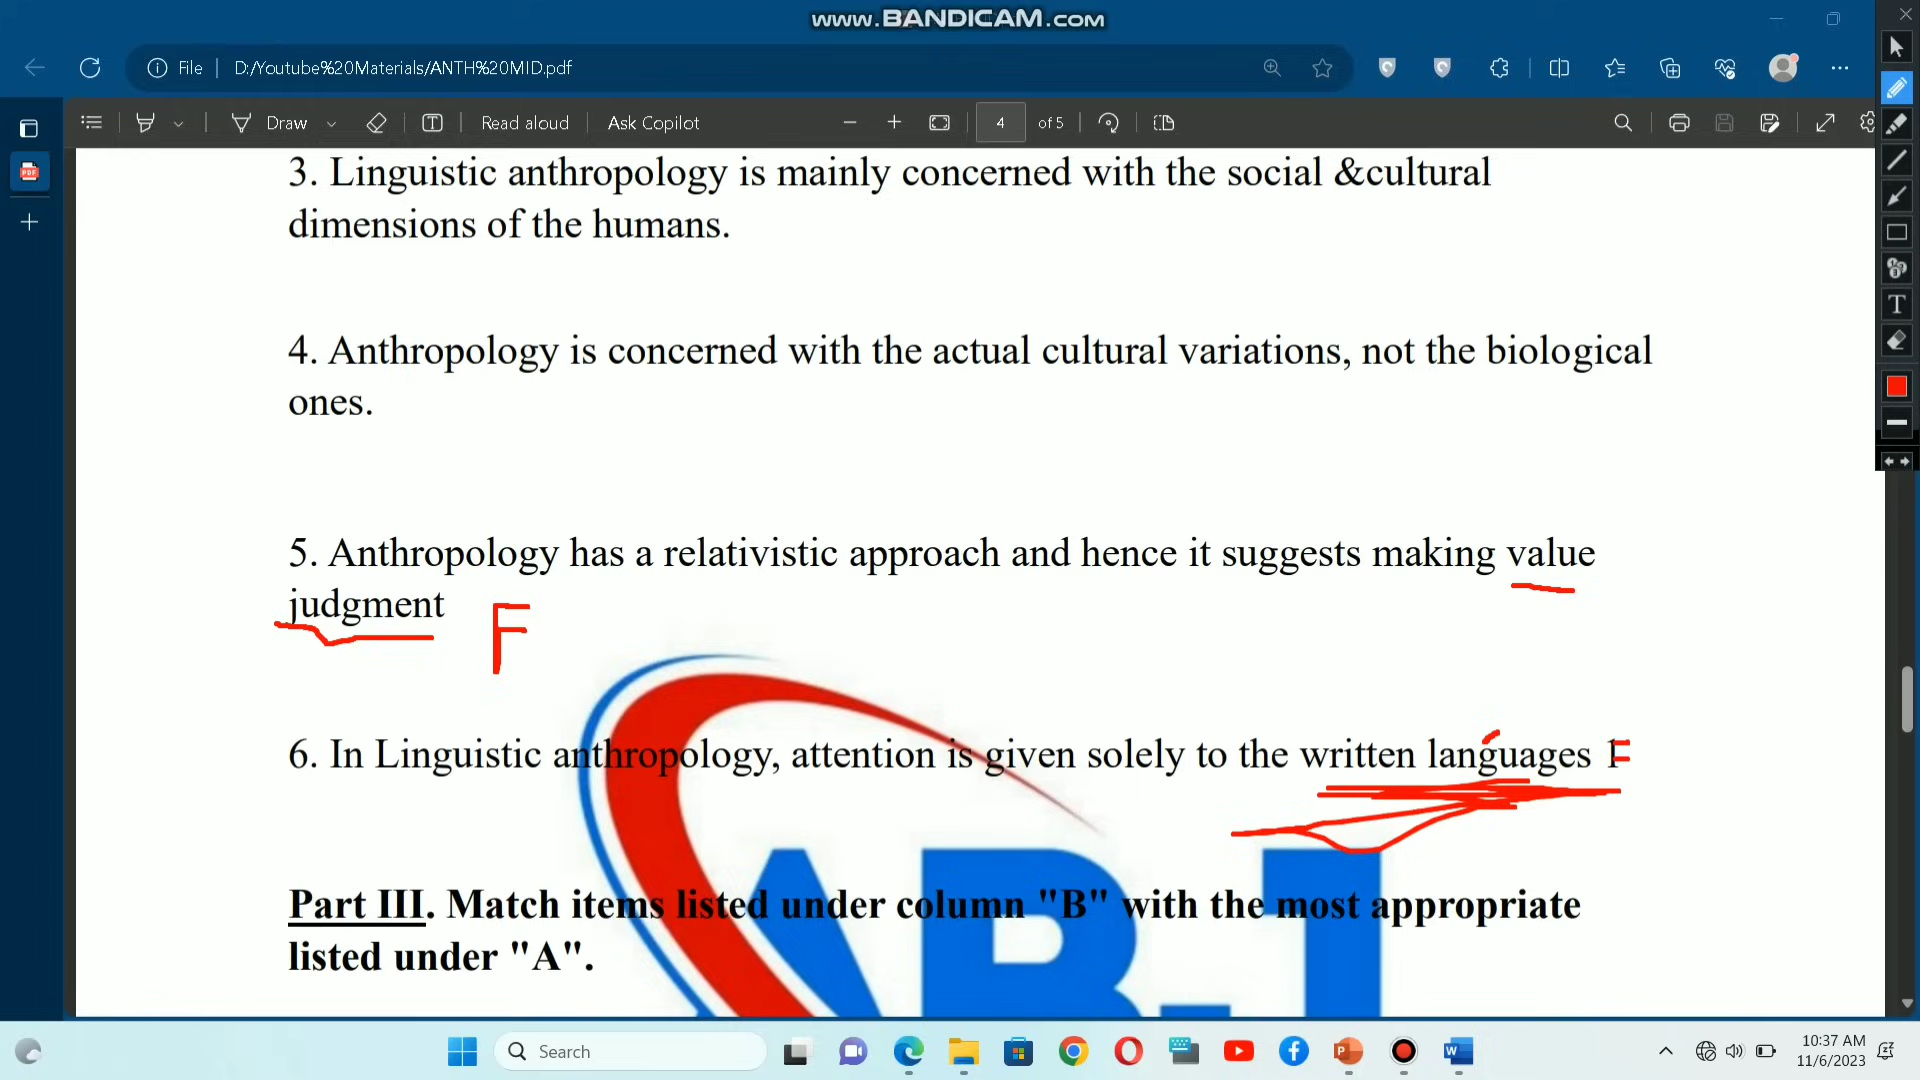 www.BANDICAM.com
File D:/Youtube%20Materials/ANTH%20MID.pdf
Draw Read aloud Ask Copilot 4 of 5
3. Linguistic anthropology is mainly concerned with the social &cultural
dimensions of the humans.
4. Anthropology is concerned with the actual cultural variations, not the biological
ones.
5. Anthropology has a relativistic approach and hence it suggests making value
judgment F
6. In Linguistic anthropology, attention is given solely to the written languages F
Part III. Match items listed under column "B" with the most appropriate
listed under "A".
Search
10:37 AM
11/6/2023